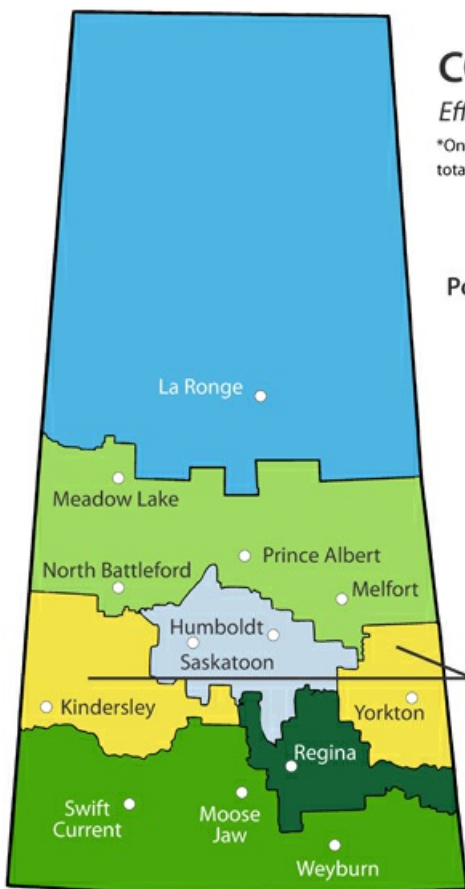 Eff
*On
tota
La Ronge
Meadow Lake
Prince Albert
North Battleford
Melfort
Humboldt
Saskatoon
Kindersley
Yorkton
Regina
Swift
Current
Moose
Jaw
Weyburn